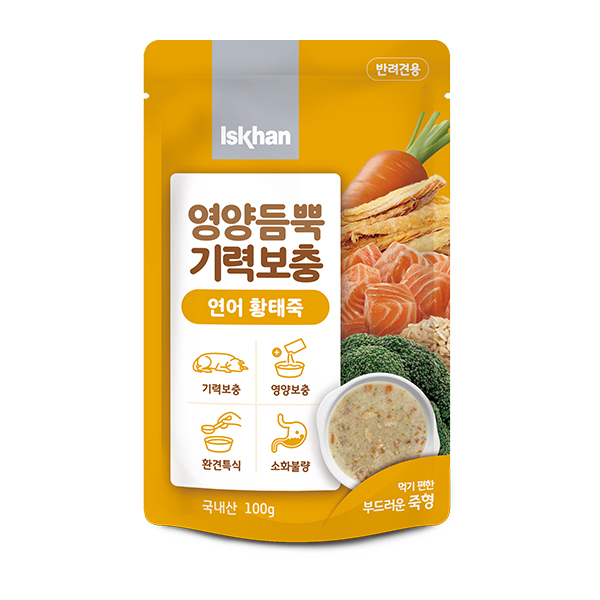 반려견용
Iskhan
영양듬뿍
기력보충
연어 황태죽
기력보충
영양보충
환견특식
소화불량
국내산 100g
먹기 편한
부드러운 죽형